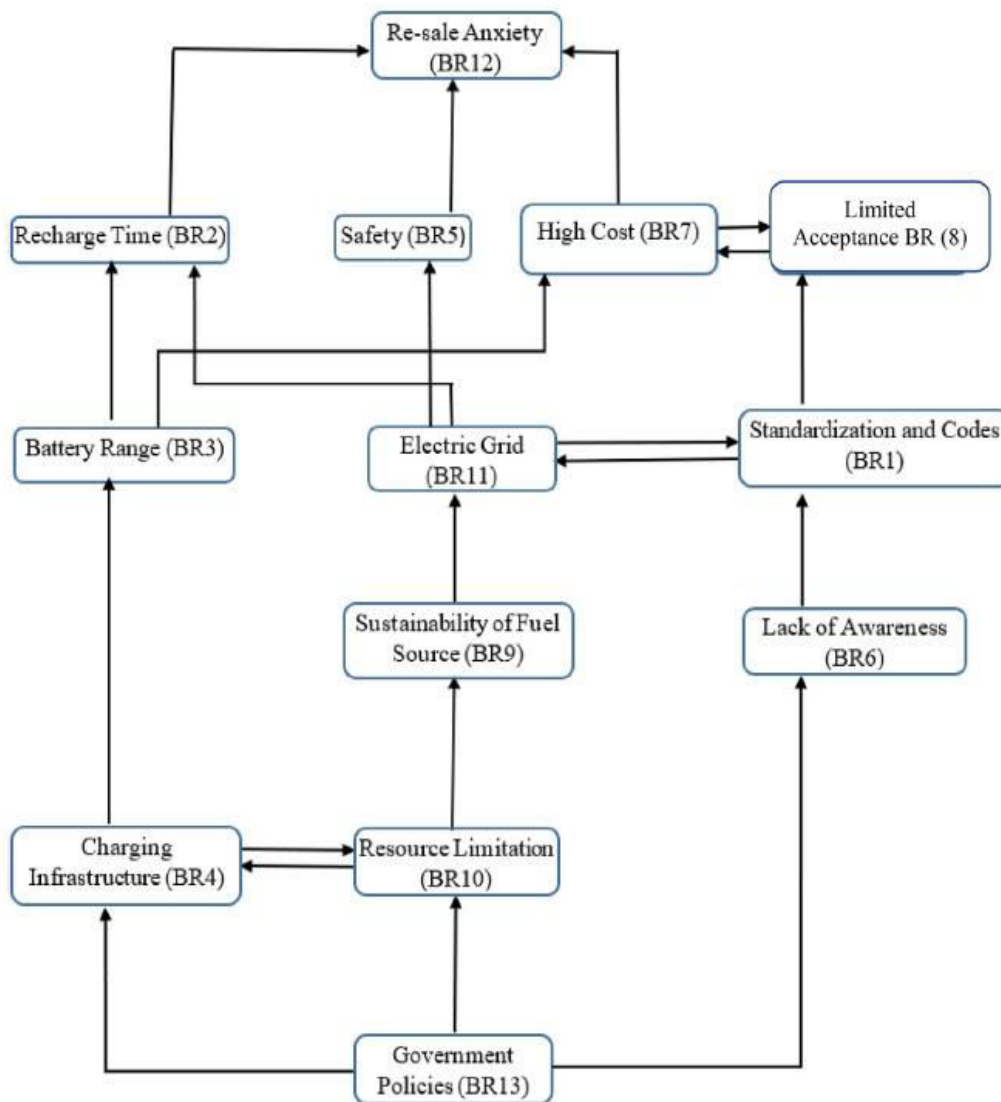 Re-sale Anxiety
(BR12)
Recharge Time (BR2)
Safety (BR5)
High Cost (BR7)
Limited
Acceptance BR (8)
Battery Range (BR3)
Electric Grid
(BR11)
Standardization and Codes
(BR1)
Sustainability of Fuel
Source (BR9)
Lack of Awareness
(BR6)
Charging
Infrastructure (BR4)
Resource Limitation
(BR10)
Government
Policies (BR13)